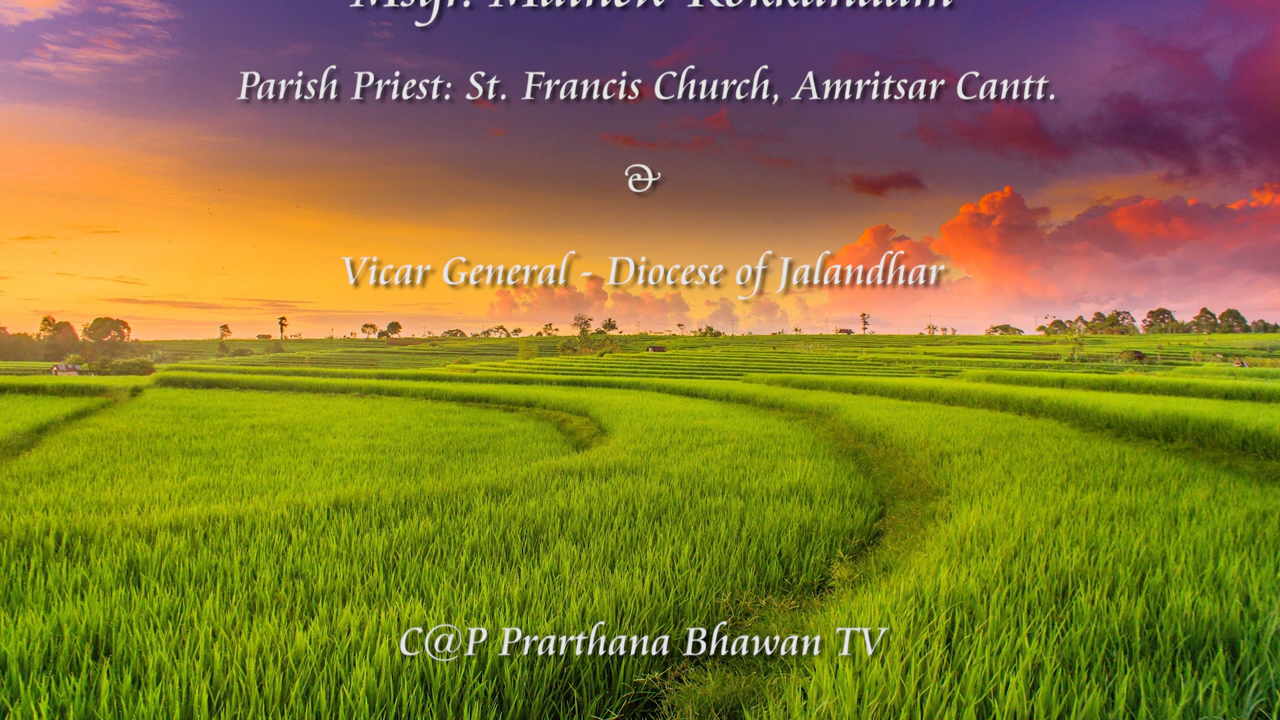 Parish Priest: St. Francis Church, Amritsar Cantt.
&
Vicar General - Diocese of Jalandhar
C@P Prarthana Bhawan TV